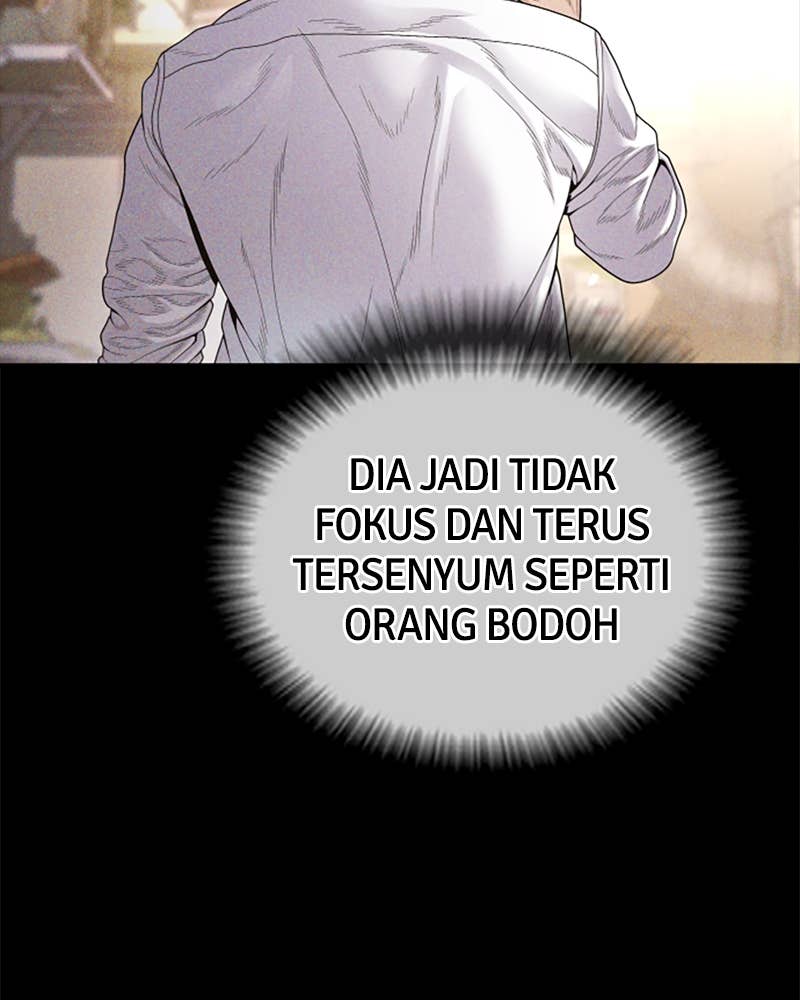 DIA JADI TIDAK
FOKUS DAN TERUS
TERSENYUM SEPERTI
ORANG BODOH